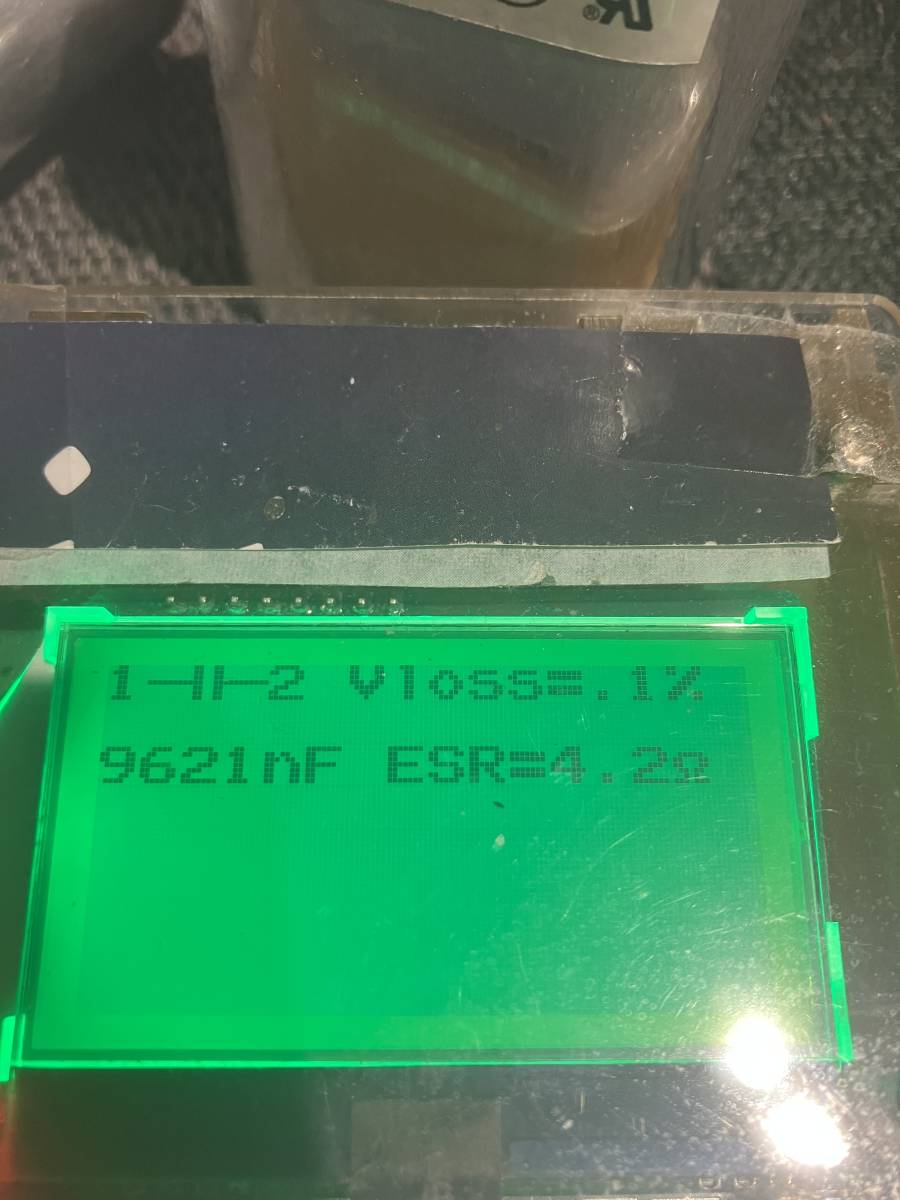 1⊣⊢2 Vloss=.1%
9621nF ESR=4.2Ω